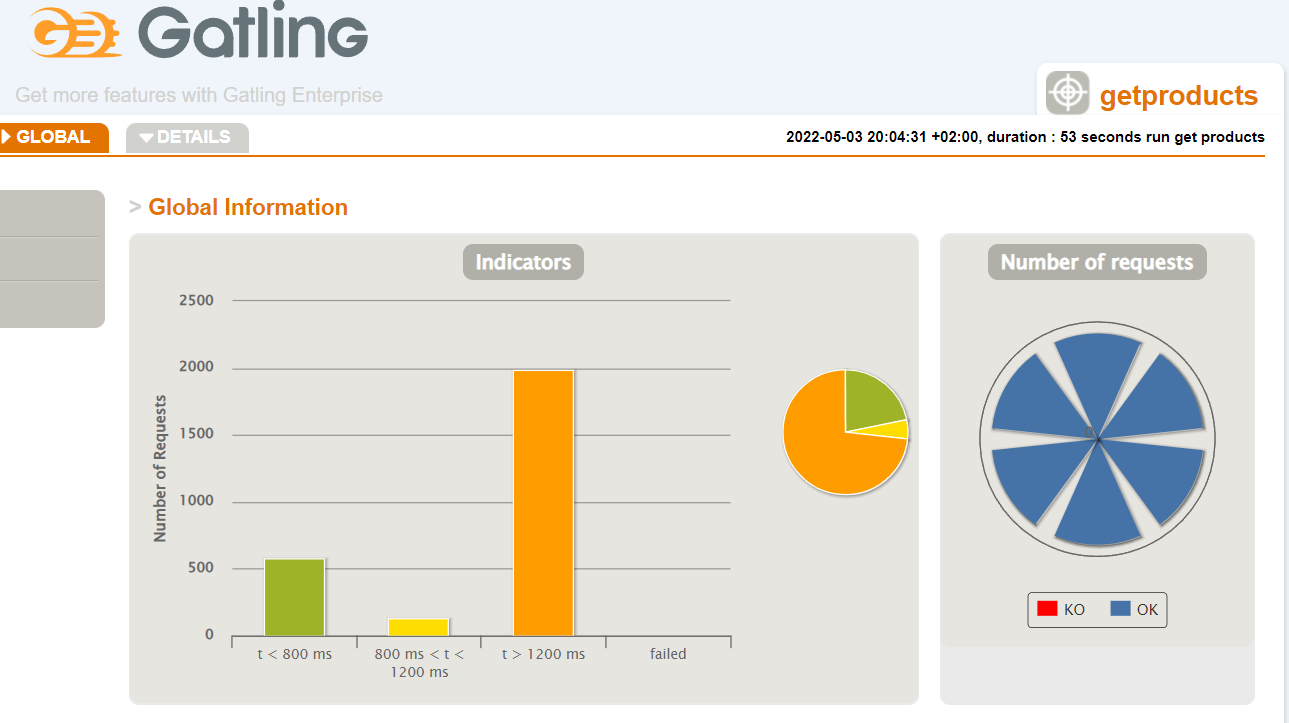 Gatling
Get more features with Gatling Enterprise
getproducts
GLOBAL
DETAILS
2022-05-03 20:04:31 +02:00, duration : 53 seconds run get products
> Global Information
Indicators
Number of Requests
2500
2000
1500
1000
500
0
t < 800 ms
800 ms < t <
1200 ms
t > 1200 ms
failed
Number of requests
KO
OK